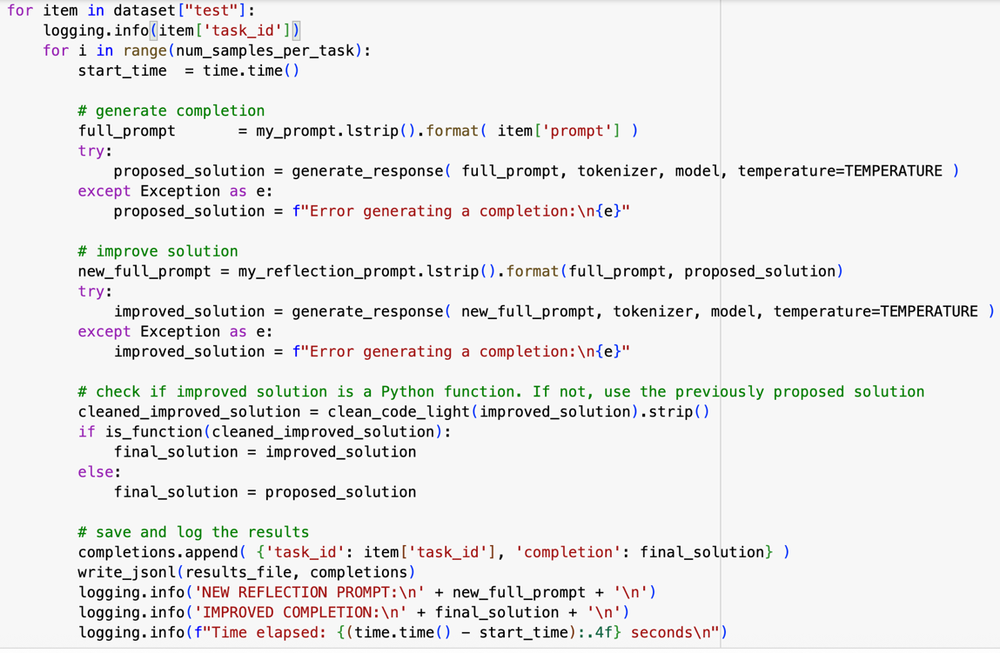 for item in dataset["test"]:
    logging.info(item['task_id'])
    for i in range(num_samples_per_task):
        start_time  = time.time()

        # generate completion
        full_prompt       = my_prompt.lstrip().format( item['prompt'] )
        try:
            proposed_solution = generate_response( full_prompt, tokenizer, model, temperature=TEMPERATURE )
        except Exception as e:
            proposed_solution = f"Error generating a completion:\n{e}"

        # improve solution
        new_full_prompt = my_reflection_prompt.lstrip().format(full_prompt, proposed_solution)
        try:
            improved_solution = generate_response( new_full_prompt, tokenizer, model, temperature=TEMPERATURE )
        except Exception as e:
            improved_solution = f"Error generating a completion:\n{e}"

        # check if improved solution is a Python function. If not, use the previously proposed solution
        cleaned_improved_solution = clean_code_light(improved_solution).strip()
        if is_function(cleaned_improved_solution):
            final_solution = improved_solution
        else:
            final_solution = proposed_solution

        # save and log the results
        completions.append( {'task_id': item['task_id'], 'completion': final_solution} )
        write_jsonl(results_file, completions)
        logging.info('NEW REFLECTION PROMPT:\n' + new_full_prompt + '\n')
        logging.info('IMPROVED COMPLETION:\n' + final_solution + '\n')
        logging.info(f"Time elapsed: {(time.time() - start_time):.4f} seconds\n")